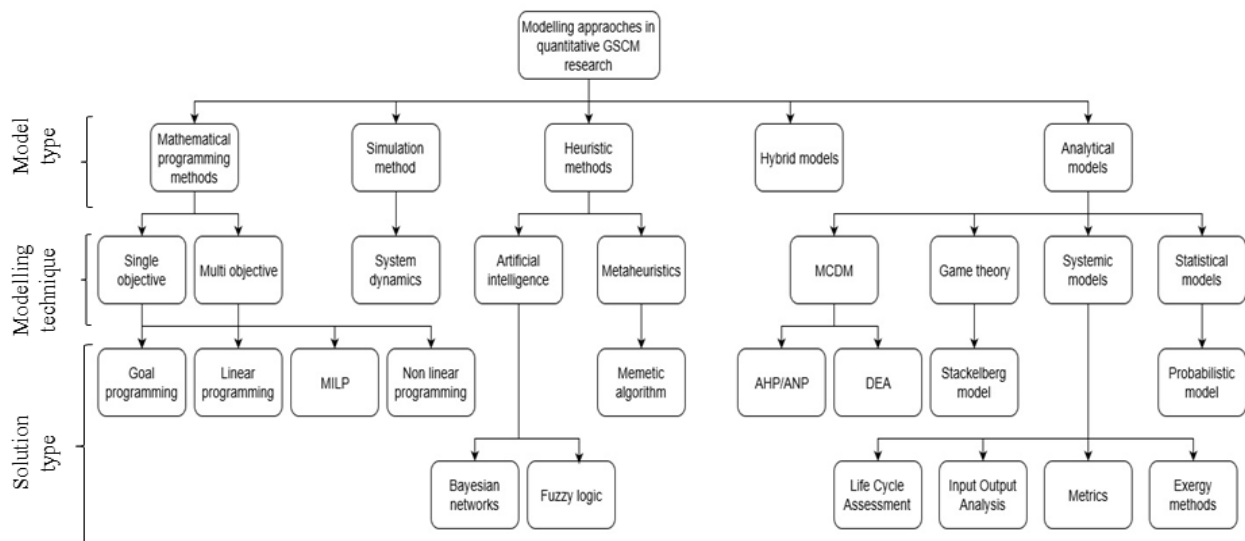 Modelling appraoches in
quantitative GSCM
research
Model
type
Mathematical
programming
methods
Simulation
method
Heuristic
methods
Hybrid models
Analytical
models
Modelling
technique
Single
objective
Multi objective
System
dynamics
Artificial
intelligence
Metaheuristics
MCDM
Game theory
Systemic
models
Statistical
models
Solution
type
Goal
programming
Linear
programming
MILP
Non linear
programming
Memetic
algorithm
AHP/ANP
DEA
Stackelberg
model
Probabilistic
model
Bayesian
networks
Fuzzy logic
Life Cycle
Assessment
Input Output
Analysis
Metrics
Exergy
methods